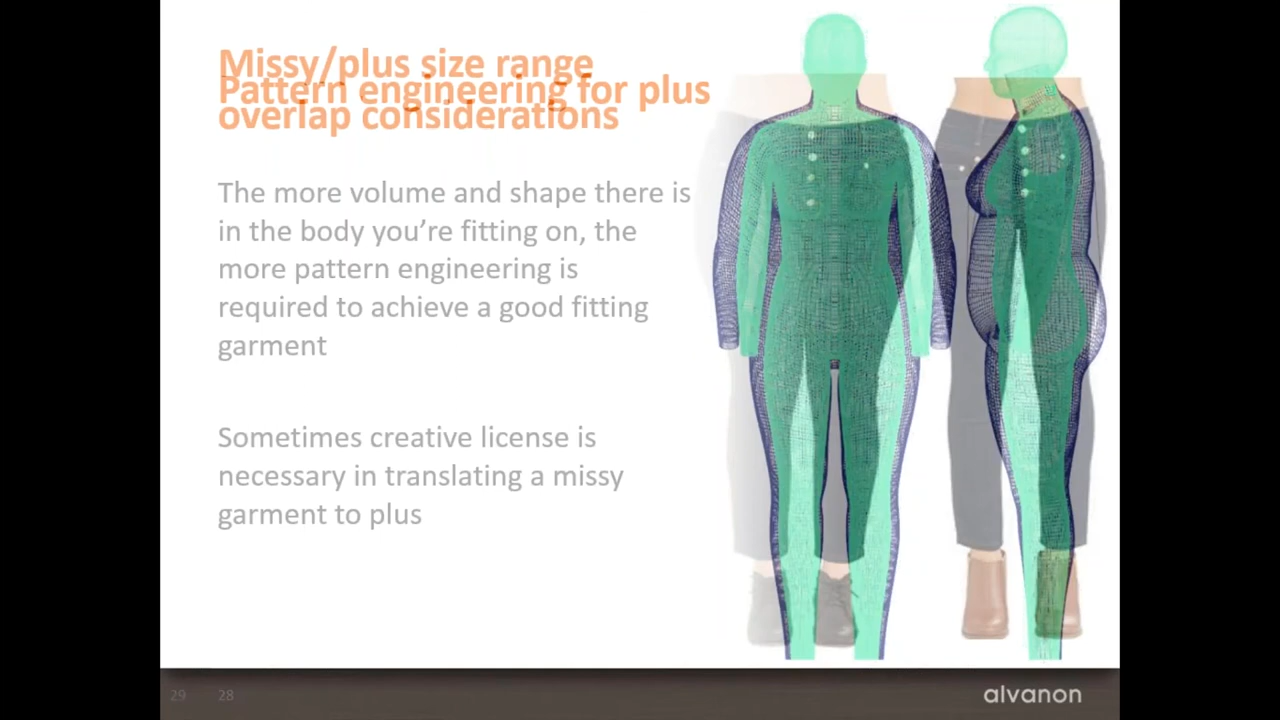 Missy/plus size range
Pattern engineering for plus
overlap considerations
The more volume and shape there is
in the body you’re fitting on, the
more pattern engineering is
required to achieve a good fitting
garment
Sometimes creative license is
necessary in translating a missy
garment to plus
29 28
alvanon